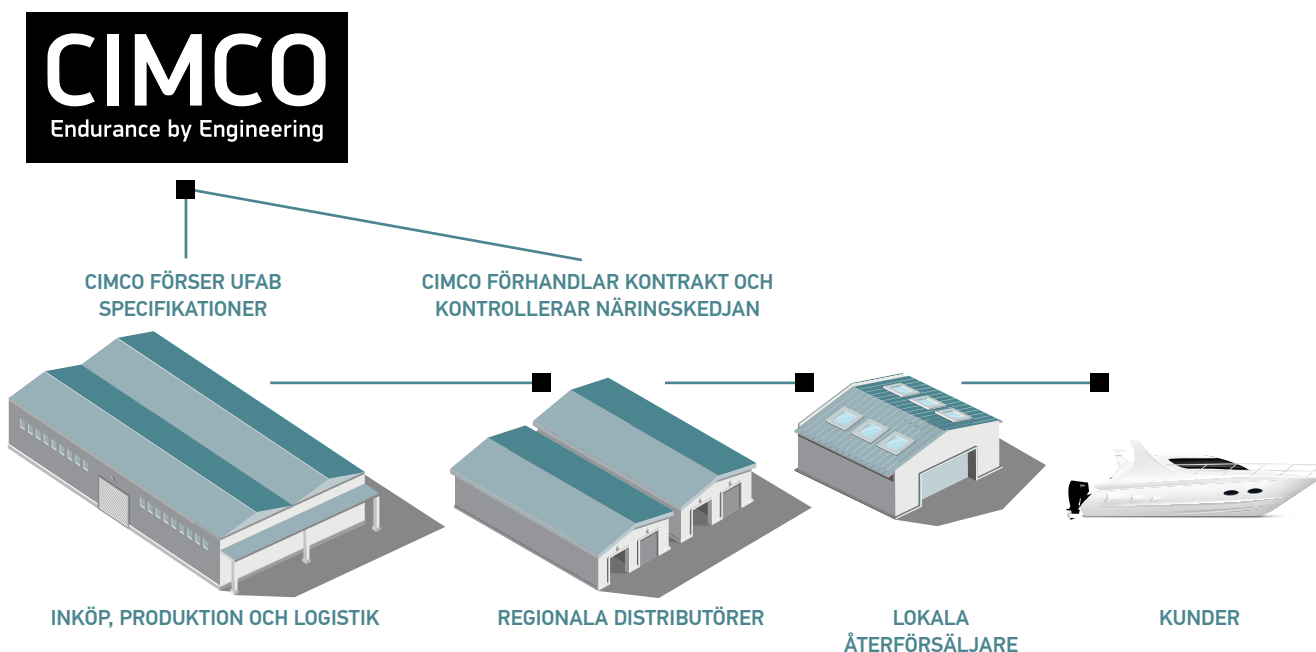 CIMCO
Endurance by Engineering
CIMCO FÖRSER UFAB
SPECIFIKATIONER
CIMCO FÖRHANDLAR KONTRAKT OCH
KONTROLLERAR NÄRINGSKEDJAN
INKÖP, PRODUKTION OCH LOGISTIK
REGIONALA DISTRIBUTÖRER
LOKALA
ÅTERFÖRSÄLJARE
KUNDER